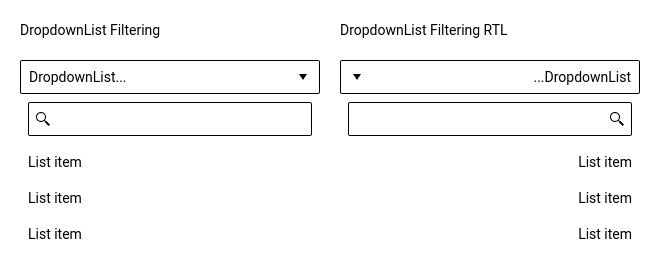 DropdownList Filtering
DropdownList...
List item
List item
List item
DropdownList Filtering RTL
...DropdownList
List item
List item
List item